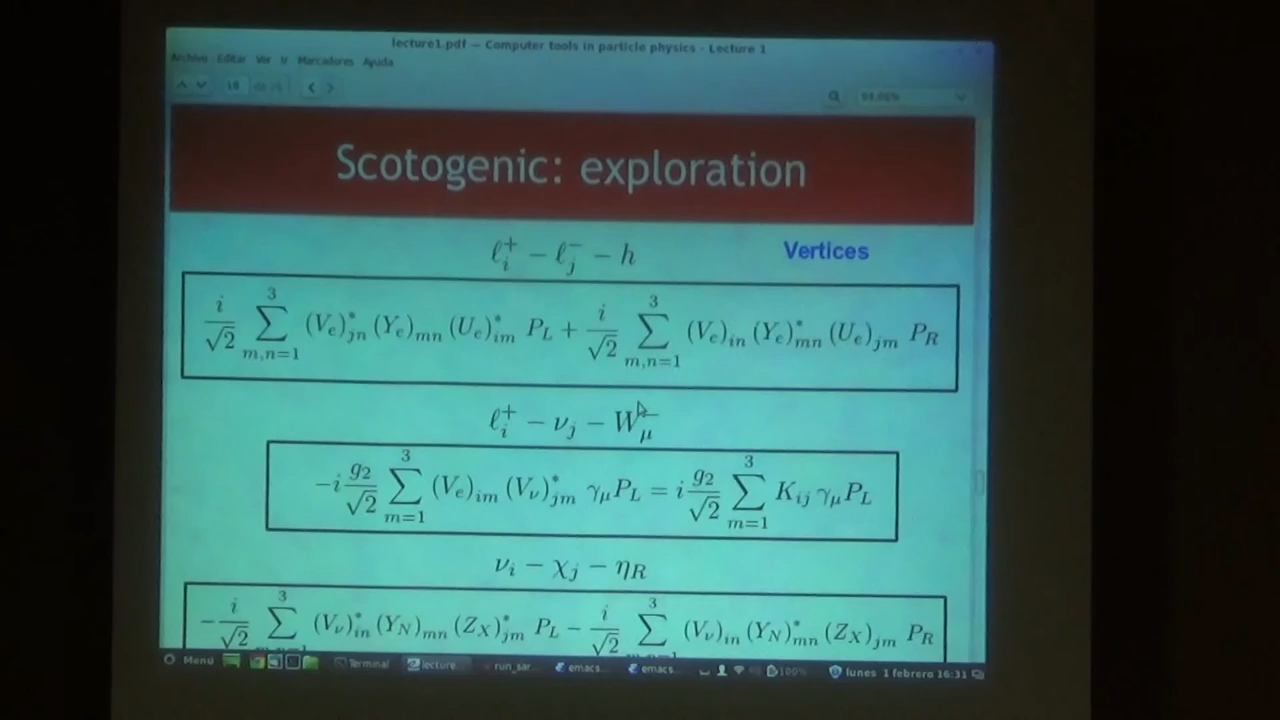 lecture1.pdf — Computer tools in particle physics - Lecture 1
Archivo Editar Ver Ir Marcadores Ayuda
Scotogenic: exploration
ℓ_i^+ − ℓ_j^− − h
Vertices
\frac{i}{\sqrt{2}} \sum_{m,n=1}^{3} (V_e)^*_{jn} (Y_e)_{mn} (U_e)^*_{im} P_L + \frac{i}{\sqrt{2}} \sum_{m,n=1}^{3} (V_e)_{in} (Y_e)^*_{mn} (U_e)_{jm} P_R
ℓ_i^+ − ν_j − W_μ^−
-i \frac{g_2}{\sqrt{2}} \sum_{m=1}^{3} (V_e)_{im} (V_ν)^*_{jm} γ_μ P_L = i \frac{g_2}{\sqrt{2}} \sum_{m=1}^{3} K_{ij} γ_μ P_L
ν_i − χ_j − η_R
-\frac{i}{\sqrt{2}} \sum^{3} (V_ν)^*_{in} (Y_N)_{mn} (Z_X)^*_{jm} P_L - \frac{i}{\sqrt{2}} \sum^{3} (V_ν)_{in} (Y_N)^*_{mn} (Z_X)_{jm} P_R
Menú Terminal lecture... run_sar... emacs... emacs... 100% lunes 1 febrero 16:31